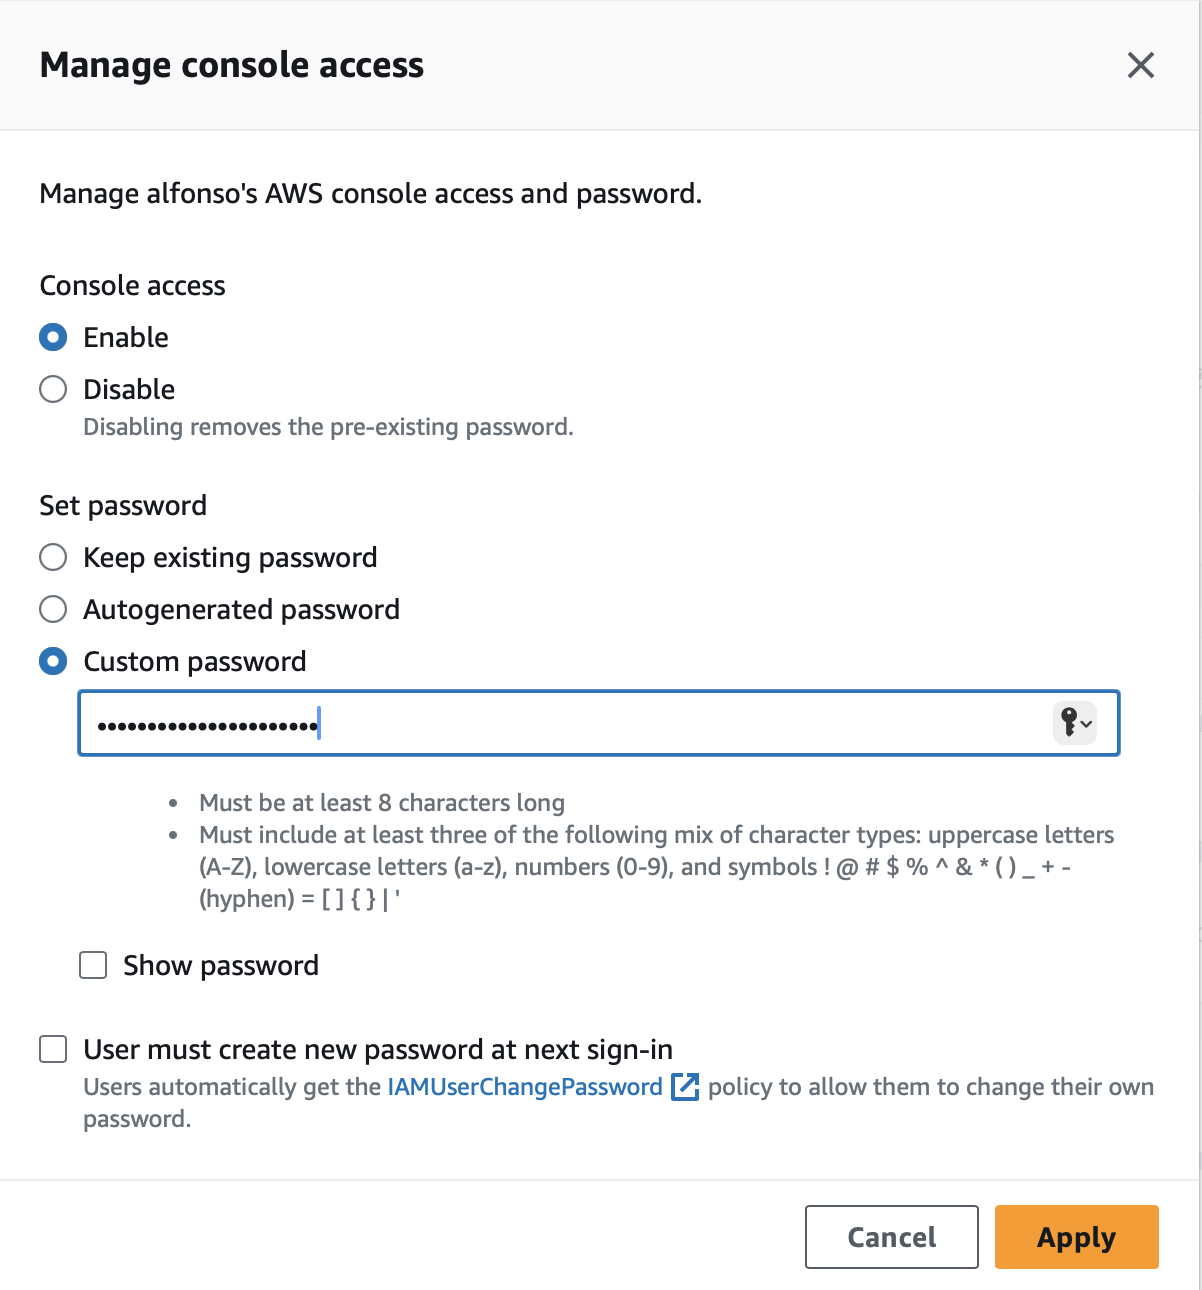 Manage console access
Manage alfonso's AWS console access and password.
Console access
Enable
Disable
Disabling removes the pre-existing password.
Set password
Keep existing password
Autogenerated password
Custom password
••••••••••••••••••••••
• Must be at least 8 characters long
• Must include at least three of the following mix of character types: uppercase letters
(A-Z), lowercase letters (a-z), numbers (0-9), and symbols ! @ # $ % ^ & * ( ) _ + -
(hyphen) = [ ] { } | '
Show password
User must create new password at next sign-in
Users automatically get the IAMUserChangePassword policy to allow them to change their own
password.
Cancel
Apply